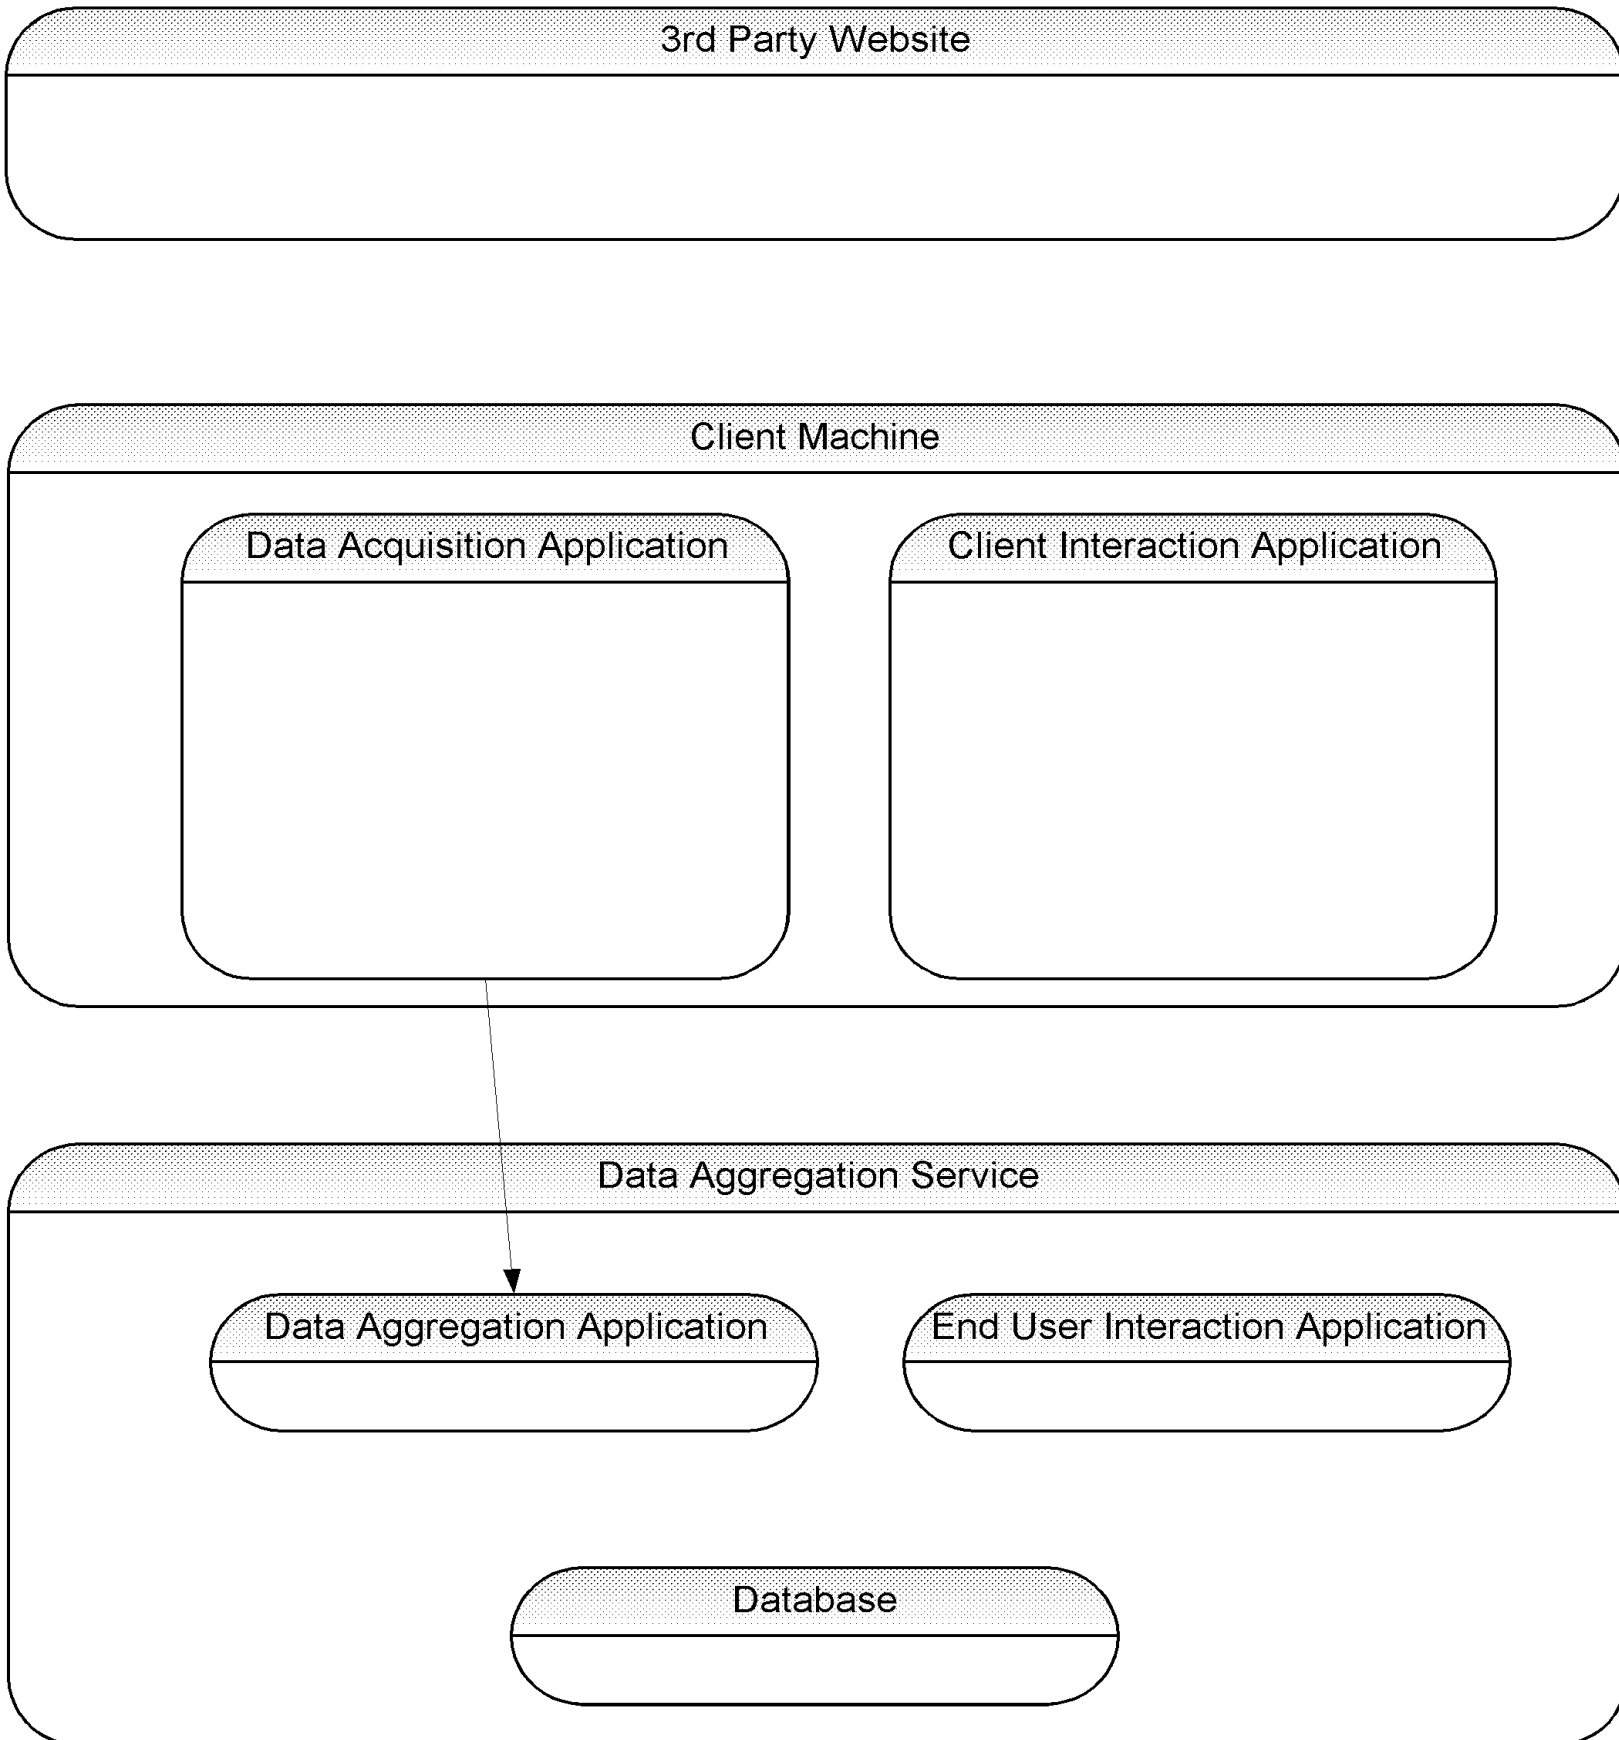 3rd Party Website
Client Machine
Data Acquisition Application
Client Interaction Application
Data Aggregation Service
Data Aggregation Application
End User Interaction Application
Database